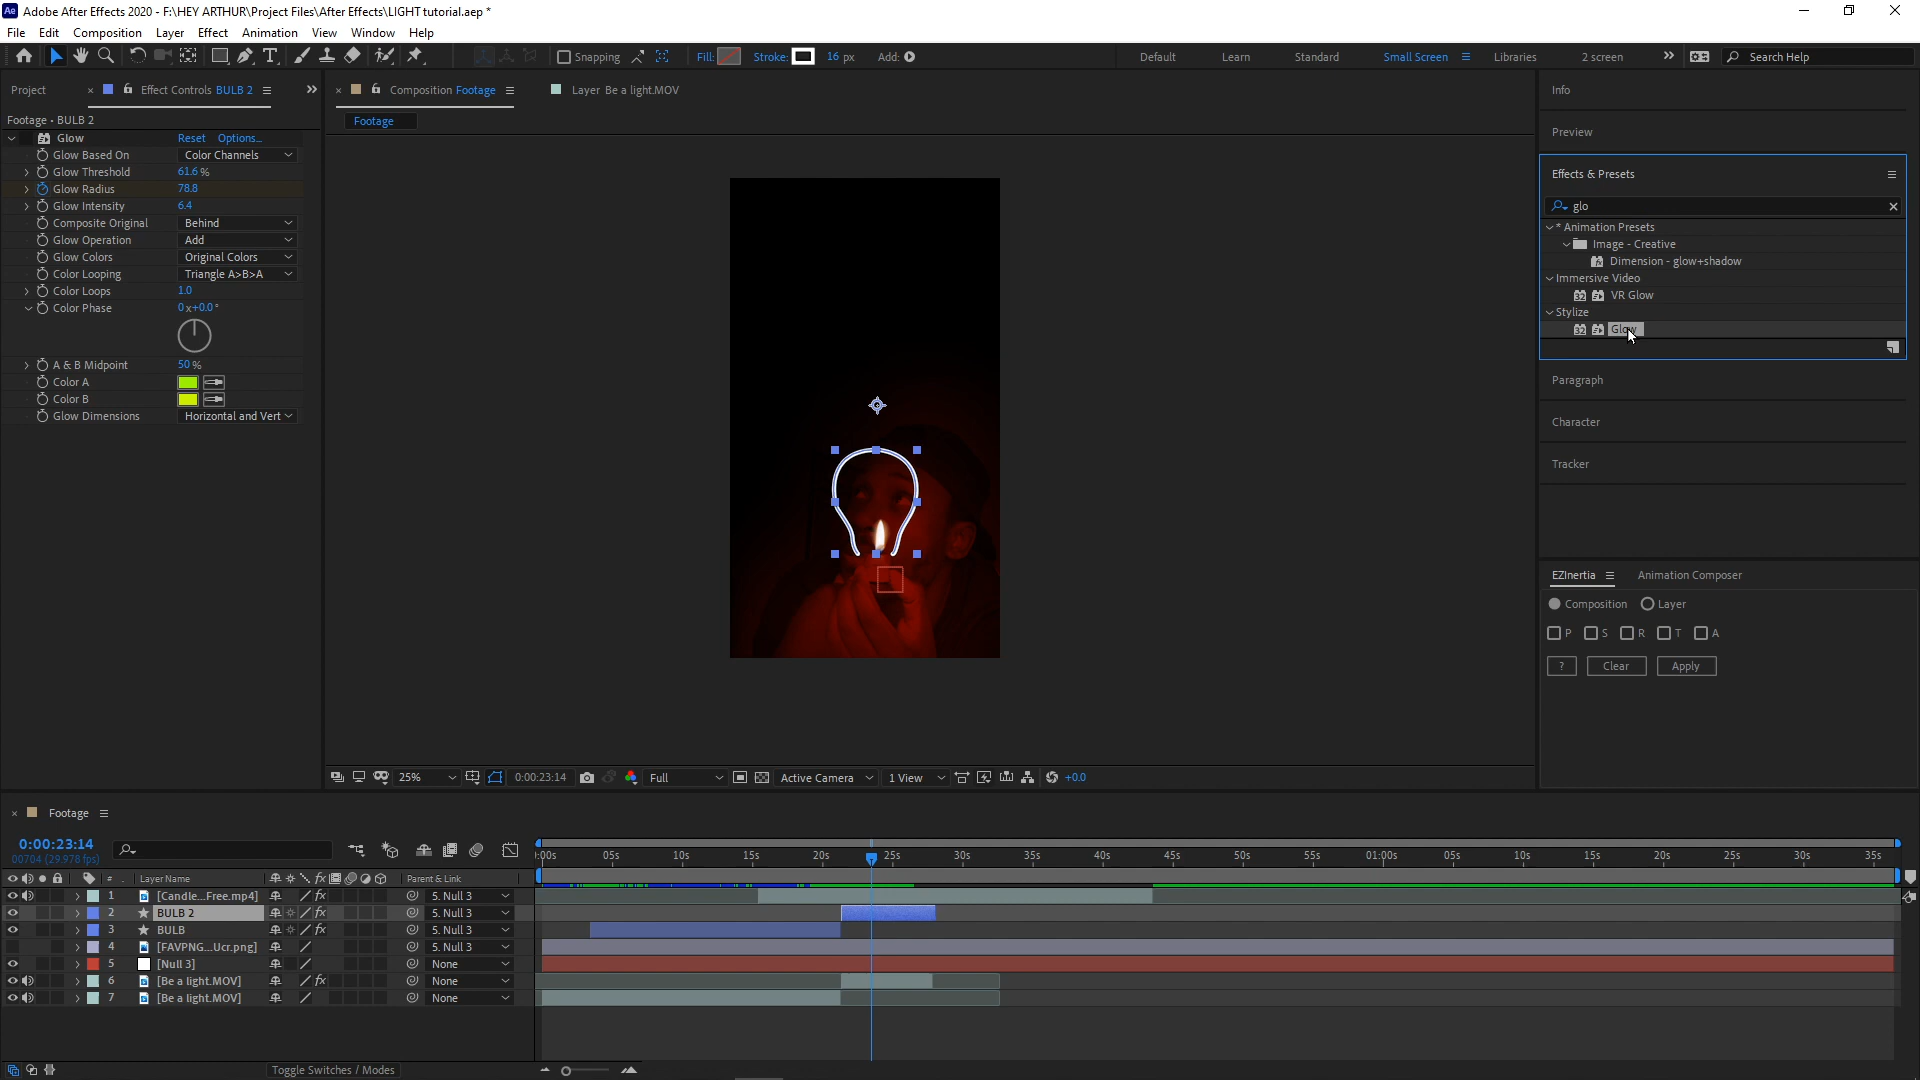 Adobe After Effects 2020 - F:\HEY ARTHUR\Project Files\After Effects\LIGHT tutorial.aep *
File Edit Composition Layer Effect Animation View Window Help
Snapping Fill: Stroke: 16 px Add: Default Learn Standard Small Screen Libraries 2 screen Search Help
Project Effect Controls BULB 2 Composition Footage Layer Be a light.MOV
Footage • BULB 2
Footage
Glow Reset Options...
Glow Based On Color Channels
Glow Threshold 61.6 %
Glow Radius 78.8
Glow Intensity 6.4
Composite Original Behind
Glow Operation Add
Glow Colors Original Colors
Color Looping Triangle A>B>A
Color Loops 1.0
Color Phase 0 x+0.0 °
A & B Midpoint 50 %
Color A
Color B
Glow Dimensions Horizontal and Vert
Info
Preview
Effects & Presets
glo
* Animation Presets
Image - Creative
Dimension - glow+shadow
Immersive Video
32 VR Glow
Stylize
32 Glow
Paragraph
Character
Tracker
EZInertia Animation Composer
Composition Layer
P S R T A
? Clear Apply
25% 0:00:23:14 Full Active Camera 1 View +0.0
Footage
0:00:23:14
00704 (29.978 fps)
:00s 05s 10s 15s 20s 25s 30s 35s 40s 45s 50s 55s 01:00s 05s 10s 15s 20s 25s 30s 35s
# Layer Name Parent & Link
1 [Candle...Free.mp4] 5. Null 3
2 BULB 2 5. Null 3
3 BULB 5. Null 3
4 [FAVPNG...Ucr.png] 5. Null 3
5 [Null 3] None
6 [Be a light.MOV] None
7 [Be a light.MOV] None
Toggle Switches / Modes